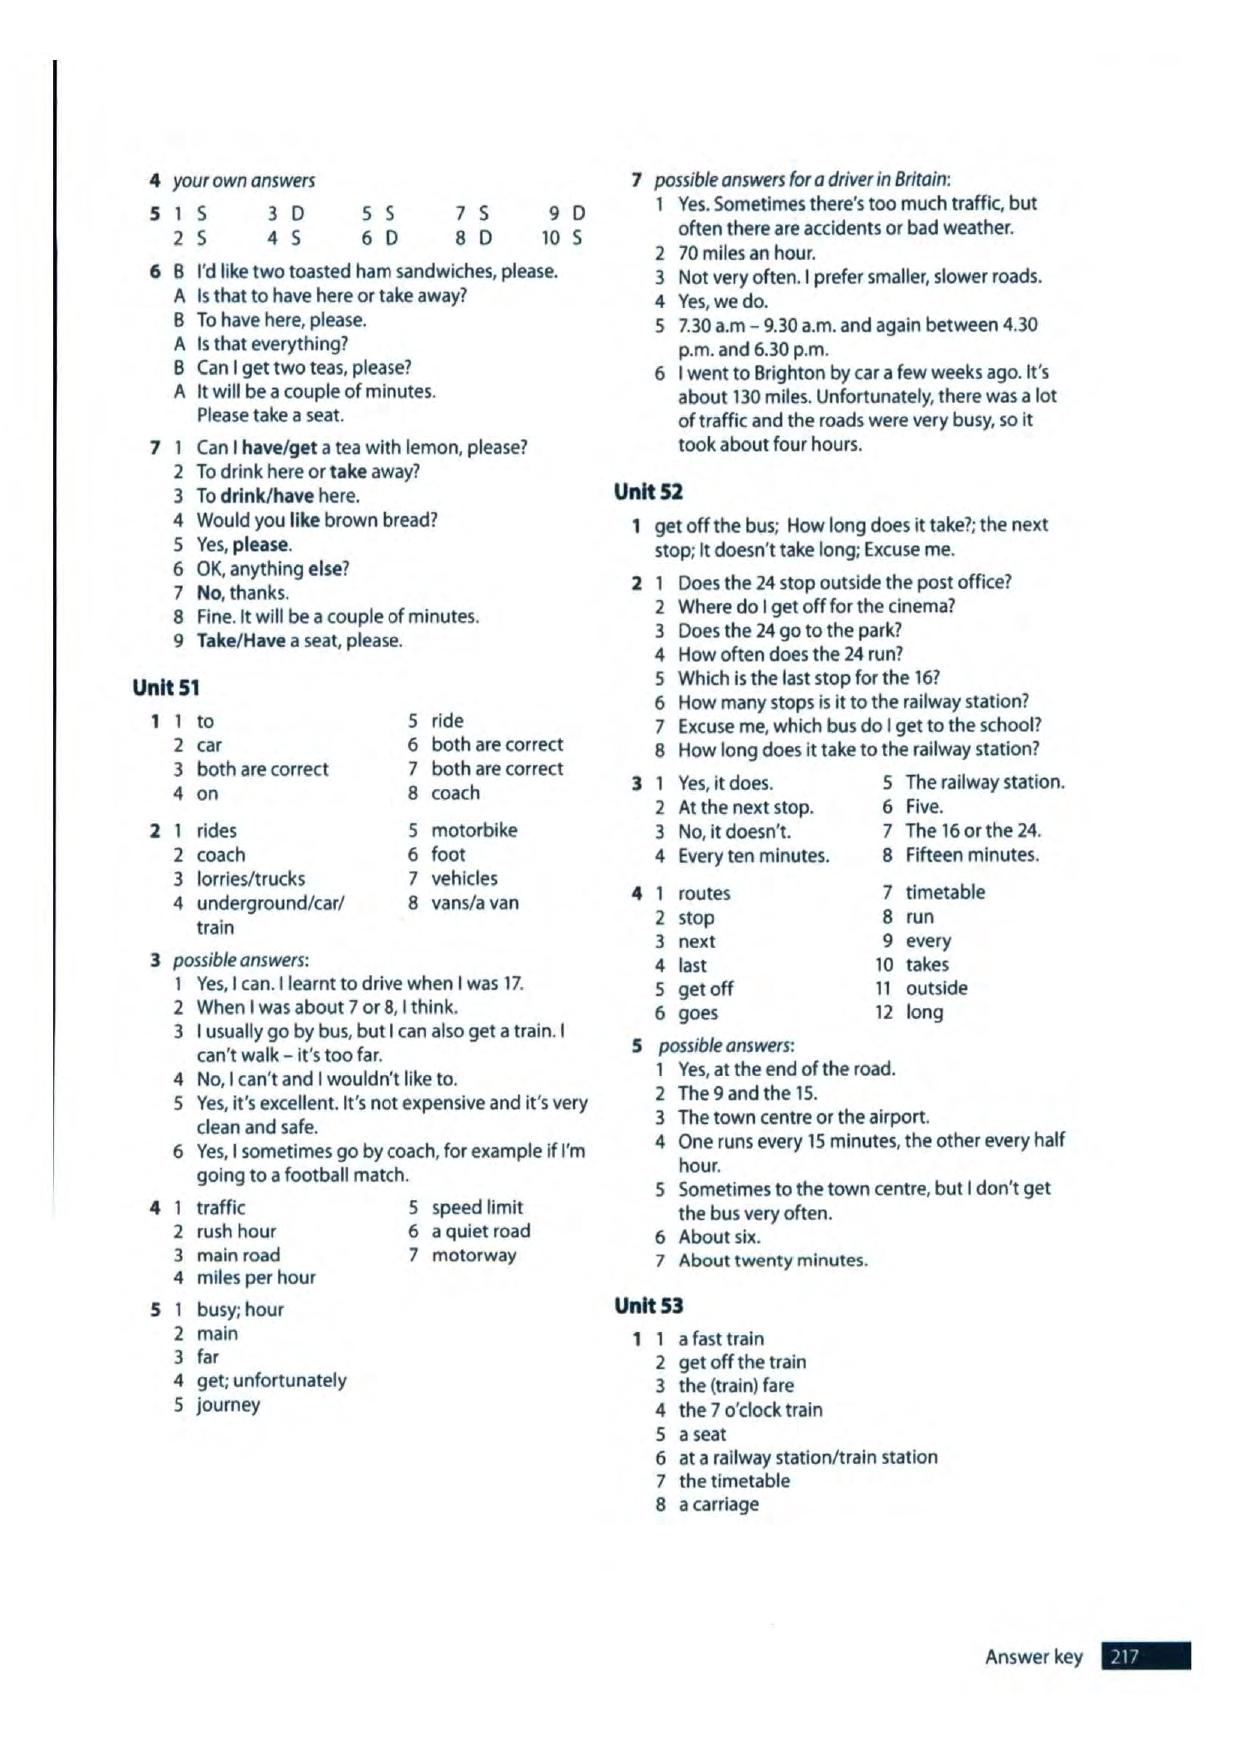 4 your own answers
5 1 S 3 D 5 S 7 S 9 D
2 S 4 S 6 D 8 D 10 S
6 B I'd like two toasted ham sandwiches, please.
A Is that to have here or take away?
B To have here, please.
A Is that everything?
B Can I get two teas, please?
A It will be a couple of minutes.
Please take a seat.
7 1 Can I have/get a tea with lemon, please?
2 To drink here or take away?
3 To drink/have here.
4 Would you like brown bread?
5 Yes, please.
6 OK, anything else?
7 No, thanks.
8 Fine. It will be a couple of minutes.
9 Take/Have a seat, please.
Unit 51
1 1 to 5 ride
2 car 6 both are correct
3 both are correct 7 both are correct
4 on 8 coach
2 1 rides 5 motorbike
2 coach 6 foot
3 lorries/trucks 7 vehicles
4 underground/car/ 8 vans/a van
train
3 possible answers:
1 Yes, I can. I learnt to drive when I was 17.
2 When I was about 7 or 8, I think.
3 I usually go by bus, but I can also get a train. I
can't walk – it's too far.
4 No, I can't and I wouldn't like to.
5 Yes, it's excellent. It's not expensive and it's very
clean and safe.
6 Yes, I sometimes go by coach, for example if I'm
going to a football match.
4 1 traffic 5 speed limit
2 rush hour 6 a quiet road
3 main road 7 motorway
4 miles per hour
5 1 busy; hour
2 main
3 far
4 get; unfortunately
5 journey
7 possible answers for a driver in Britain:
1 Yes. Sometimes there's too much traffic, but
often there are accidents or bad weather.
2 70 miles an hour.
3 Not very often. I prefer smaller, slower roads.
4 Yes, we do.
5 7.30 a.m – 9.30 a.m. and again between 4.30
p.m. and 6.30 p.m.
6 I went to Brighton by car a few weeks ago. It's
about 130 miles. Unfortunately, there was a lot
of traffic and the roads were very busy, so it
took about four hours.
Unit 52
1 get off the bus; How long does it take?; the next
stop; It doesn't take long; Excuse me.
2 1 Does the 24 stop outside the post office?
2 Where do I get off for the cinema?
3 Does the 24 go to the park?
4 How often does the 24 run?
5 Which is the last stop for the 16?
6 How many stops is it to the railway station?
7 Excuse me, which bus do I get to the school?
8 How long does it take to the railway station?
3 1 Yes, it does. 5 The railway station.
2 At the next stop. 6 Five.
3 No, it doesn't. 7 The 16 or the 24.
4 Every ten minutes. 8 Fifteen minutes.
4 1 routes 7 timetable
2 stop 8 run
3 next 9 every
4 last 10 takes
5 get off 11 outside
6 goes 12 long
5 possible answers:
1 Yes, at the end of the road.
2 The 9 and the 15.
3 The town centre or the airport.
4 One runs every 15 minutes, the other every half
hour.
5 Sometimes to the town centre, but I don't get
the bus very often.
6 About six.
7 About twenty minutes.
Unit 53
1 1 a fast train
2 get off the train
3 the (train) fare
4 the 7 o'clock train
5 a seat
6 at a railway station/train station
7 the timetable
8 a carriage
Answer key 217